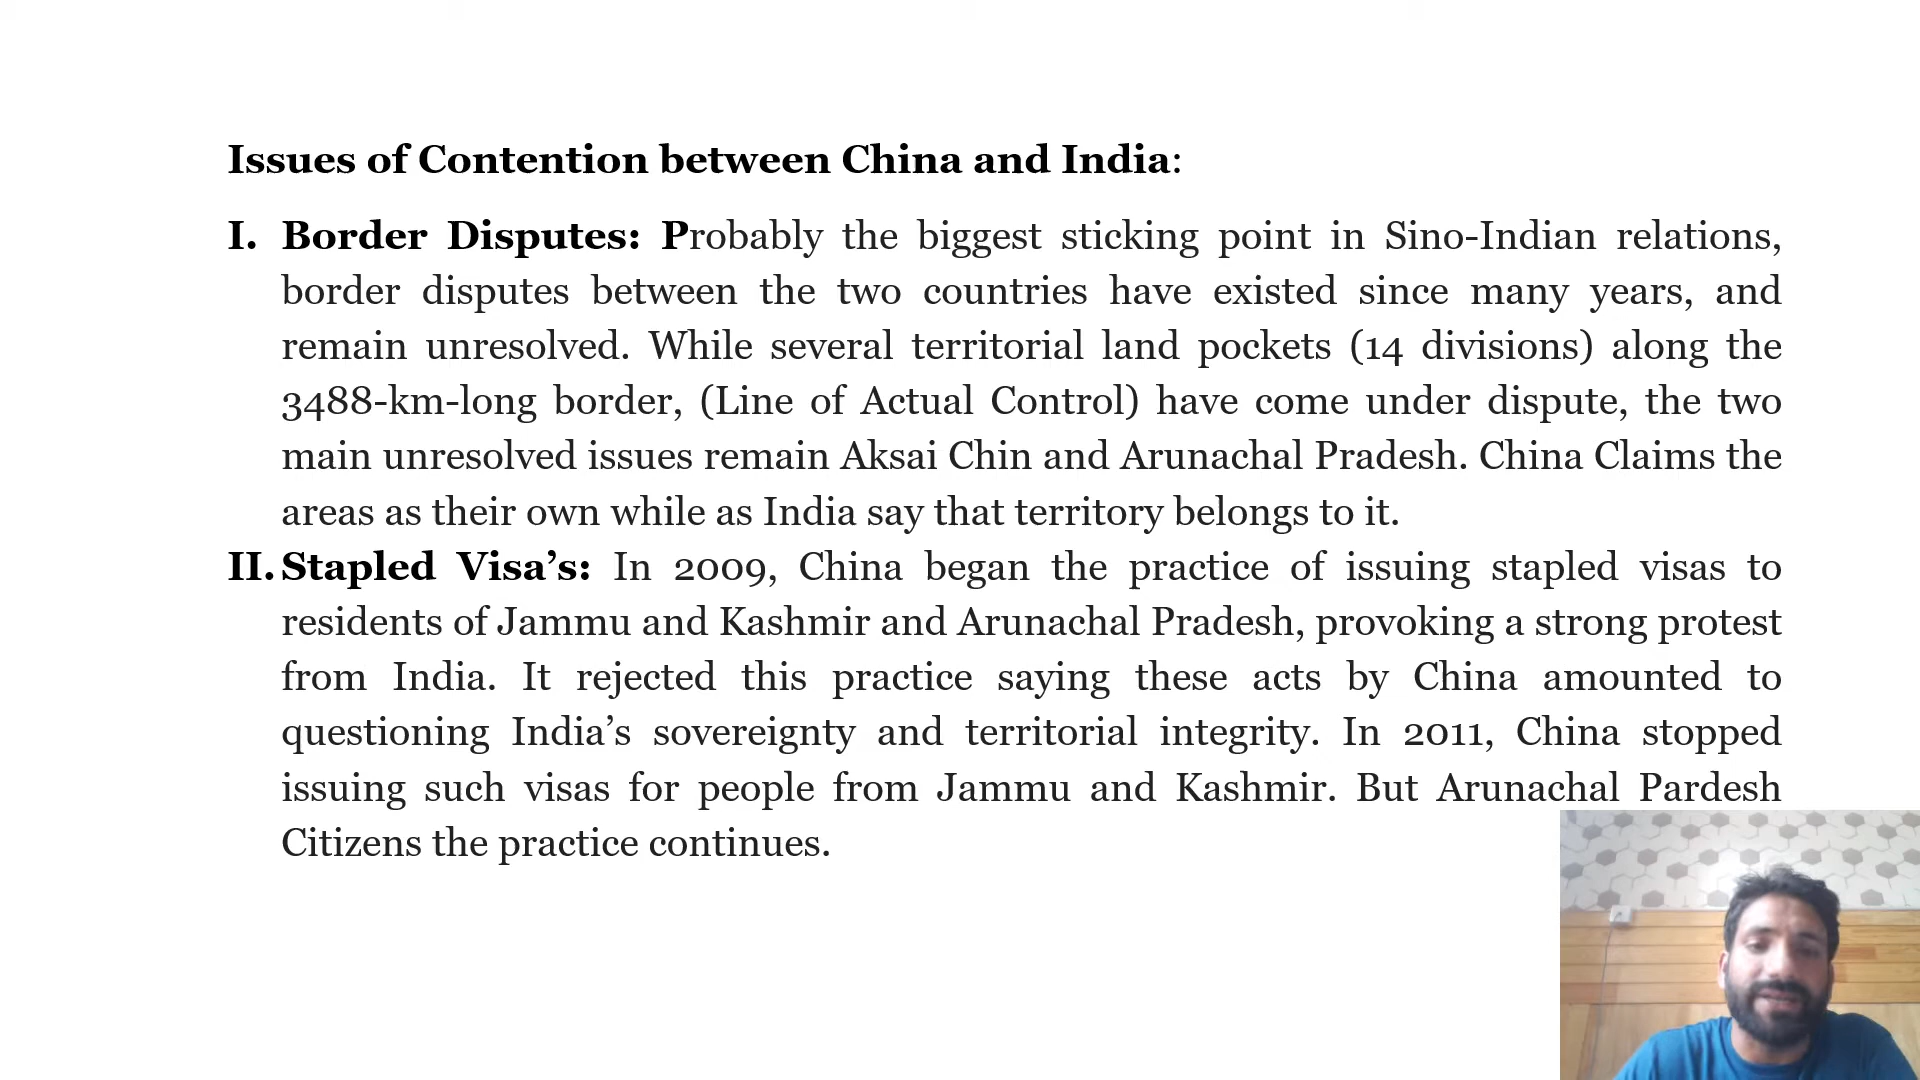 Issues of Contention between China and India:
I. Border Disputes: Probably the biggest sticking point in Sino-Indian relations,
border disputes between the two countries have existed since many years, and
remain unresolved. While several territorial land pockets (14 divisions) along the
3488-km-long border, (Line of Actual Control) have come under dispute, the two
main unresolved issues remain Aksai Chin and Arunachal Pradesh. China Claims the
areas as their own while as India say that territory belongs to it.
II. Stapled Visa’s: In 2009, China began the practice of issuing stapled visas to
residents of Jammu and Kashmir and Arunachal Pradesh, provoking a strong protest
from India. It rejected this practice saying these acts by China amounted to
questioning India’s sovereignty and territorial integrity. In 2011, China stopped
issuing such visas for people from Jammu and Kashmir. But Arunachal Pardesh
Citizens the practice continues.